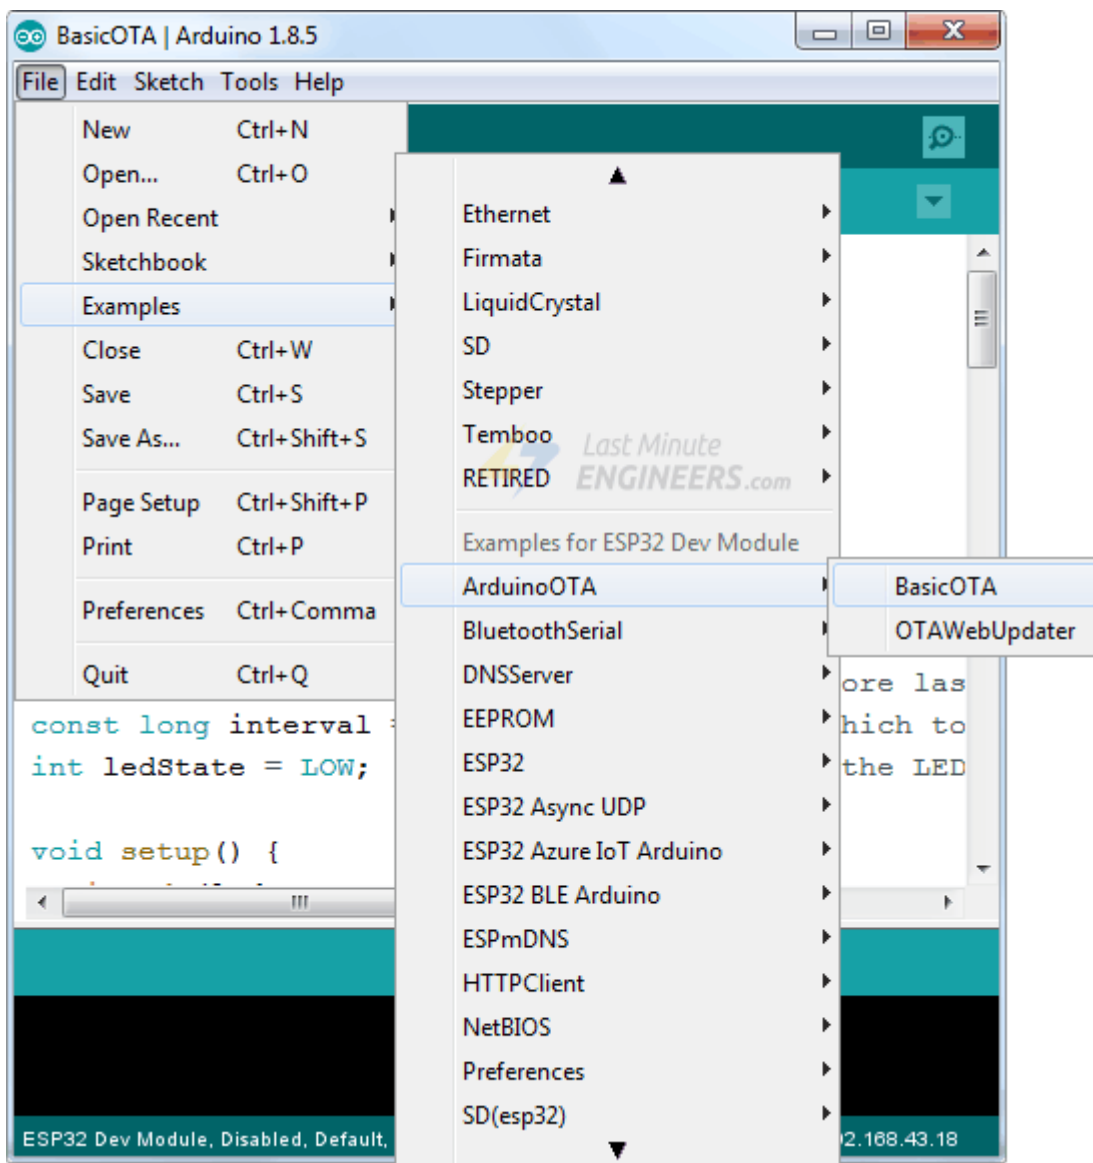 BasicOTA | Arduino 1.8.5
File Edit Sketch Tools Help
New Ctrl+N
Open... Ctrl+O
Open Recent
Sketchbook
Examples
Close Ctrl+W
Save Ctrl+S
Save As... Ctrl+Shift+S
Page Setup Ctrl+Shift+P
Print Ctrl+P
Preferences Ctrl+Comma
Quit Ctrl+Q
Ethernet
Firmata
LiquidCrystal
SD
Stepper
Temboo
RETIRED
Last Minute
ENGINEERS.com
Examples for ESP32 Dev Module
ArduinoOTA
BluetoothSerial
DNSServer
EEPROM
ESP32
ESP32 Async UDP
ESP32 Azure IoT Arduino
ESP32 BLE Arduino
ESPmDNS
HTTPClient
NetBIOS
Preferences
SD(esp32)
BasicOTA
OTAWebUpdater
ore las
const long interval = hich to
int ledState = LOW; the LED
void setup() {
ESP32 Dev Module, Disabled, Default, 02.168.43.18